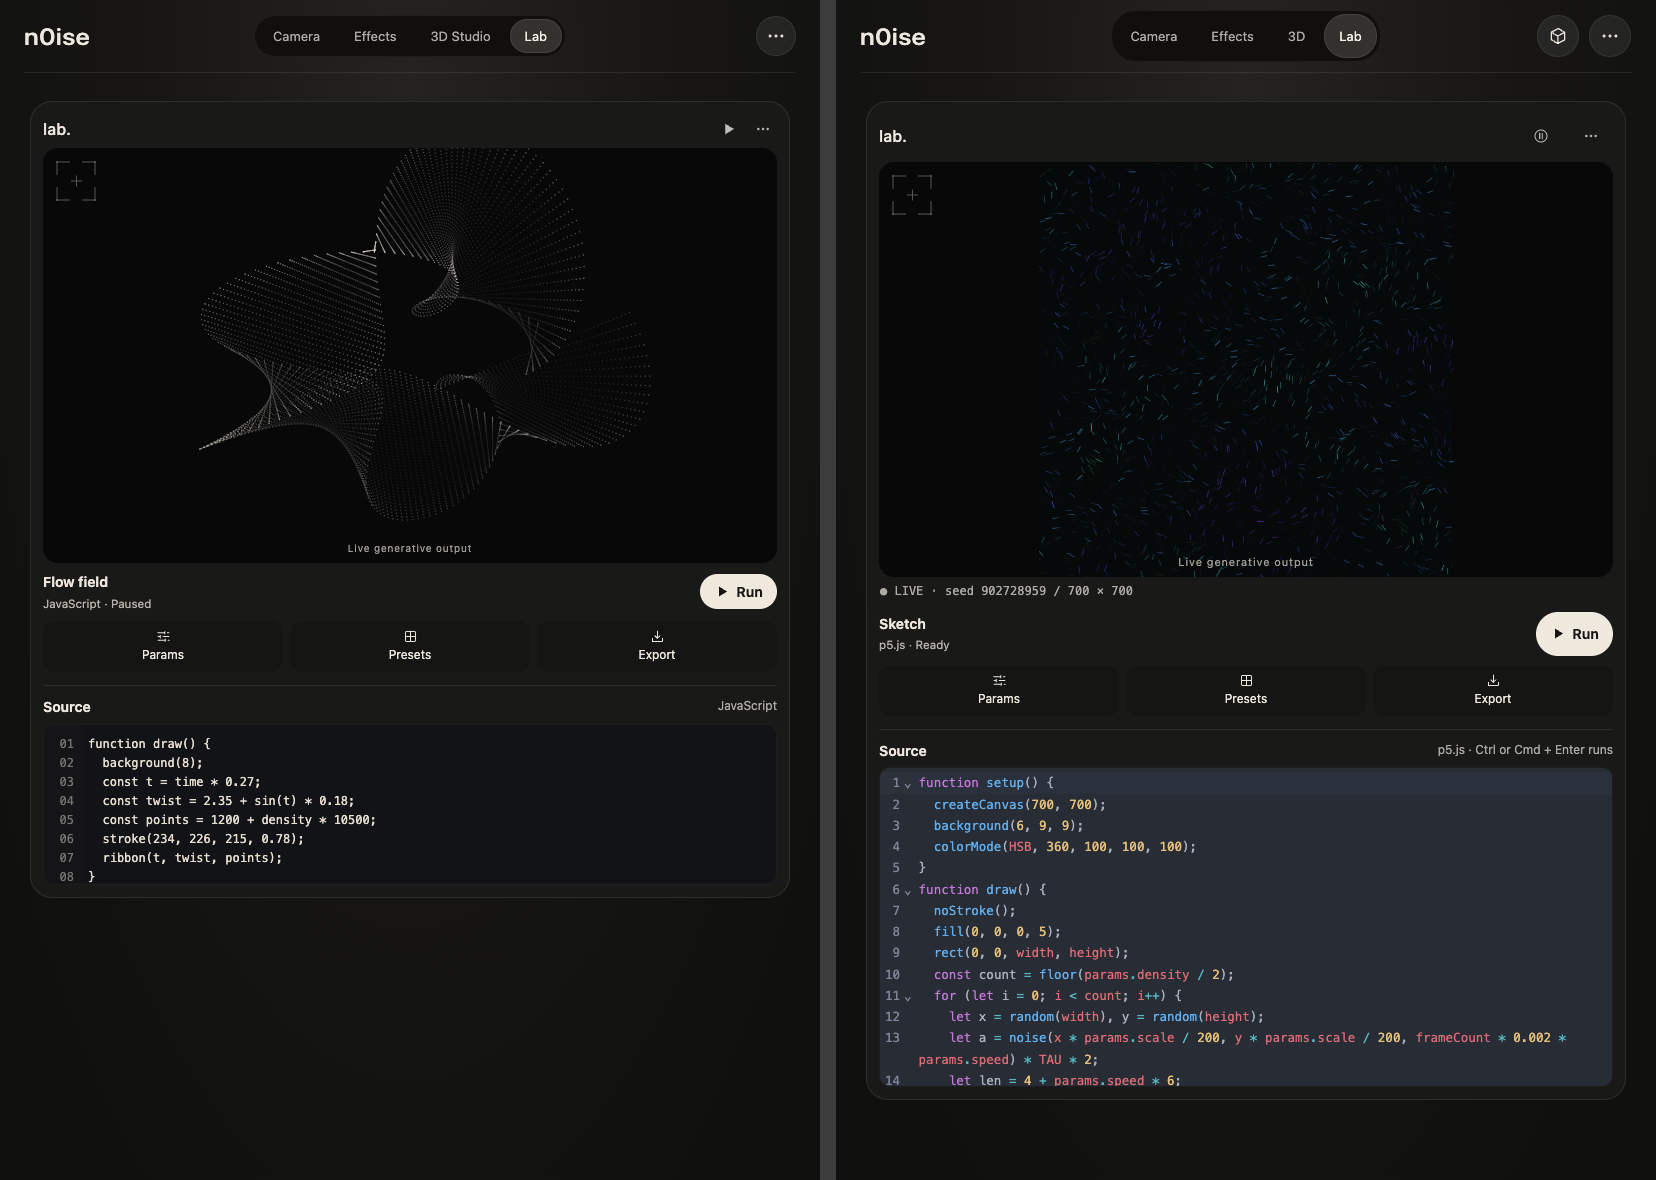 n0ise
Camera
Effects
3D Studio
Lab
lab.
Live generative output
Flow field
JavaScript · Paused
Run
Params
Presets
Export
Source
JavaScript
01 function draw() {
02 background(8);
03 const t = time * 0.27;
04 const twist = 2.35 + sin(t) * 0.18;
05 const points = 1200 + density * 10500;
06 stroke(234, 226, 215, 0.78);
07 ribbon(t, twist, points);
08 }
n0ise
Camera
Effects
3D
Lab
lab.
Live generative output
LIVE · seed 902728959 / 700 × 700
Sketch
p5.js · Ready
Run
Params
Presets
Export
Source
p5.js · Ctrl or Cmd + Enter runs
1 function setup() {
2 createCanvas(700, 700);
3 background(6, 9, 9);
4 colorMode(HSB, 360, 100, 100, 100);
5 }
6 function draw() {
7 noStroke();
8 fill(0, 0, 0, 5);
9 rect(0, 0, width, height);
10 const count = floor(params.density / 2);
11 for (let i = 0; i < count; i++) {
12 let x = random(width), y = random(height);
13 let a = noise(x * params.scale / 200, y * params.scale / 200, frameCount * 0.002 *
params.speed) * TAU * 2;
14 let len = 4 + params.speed * 6;